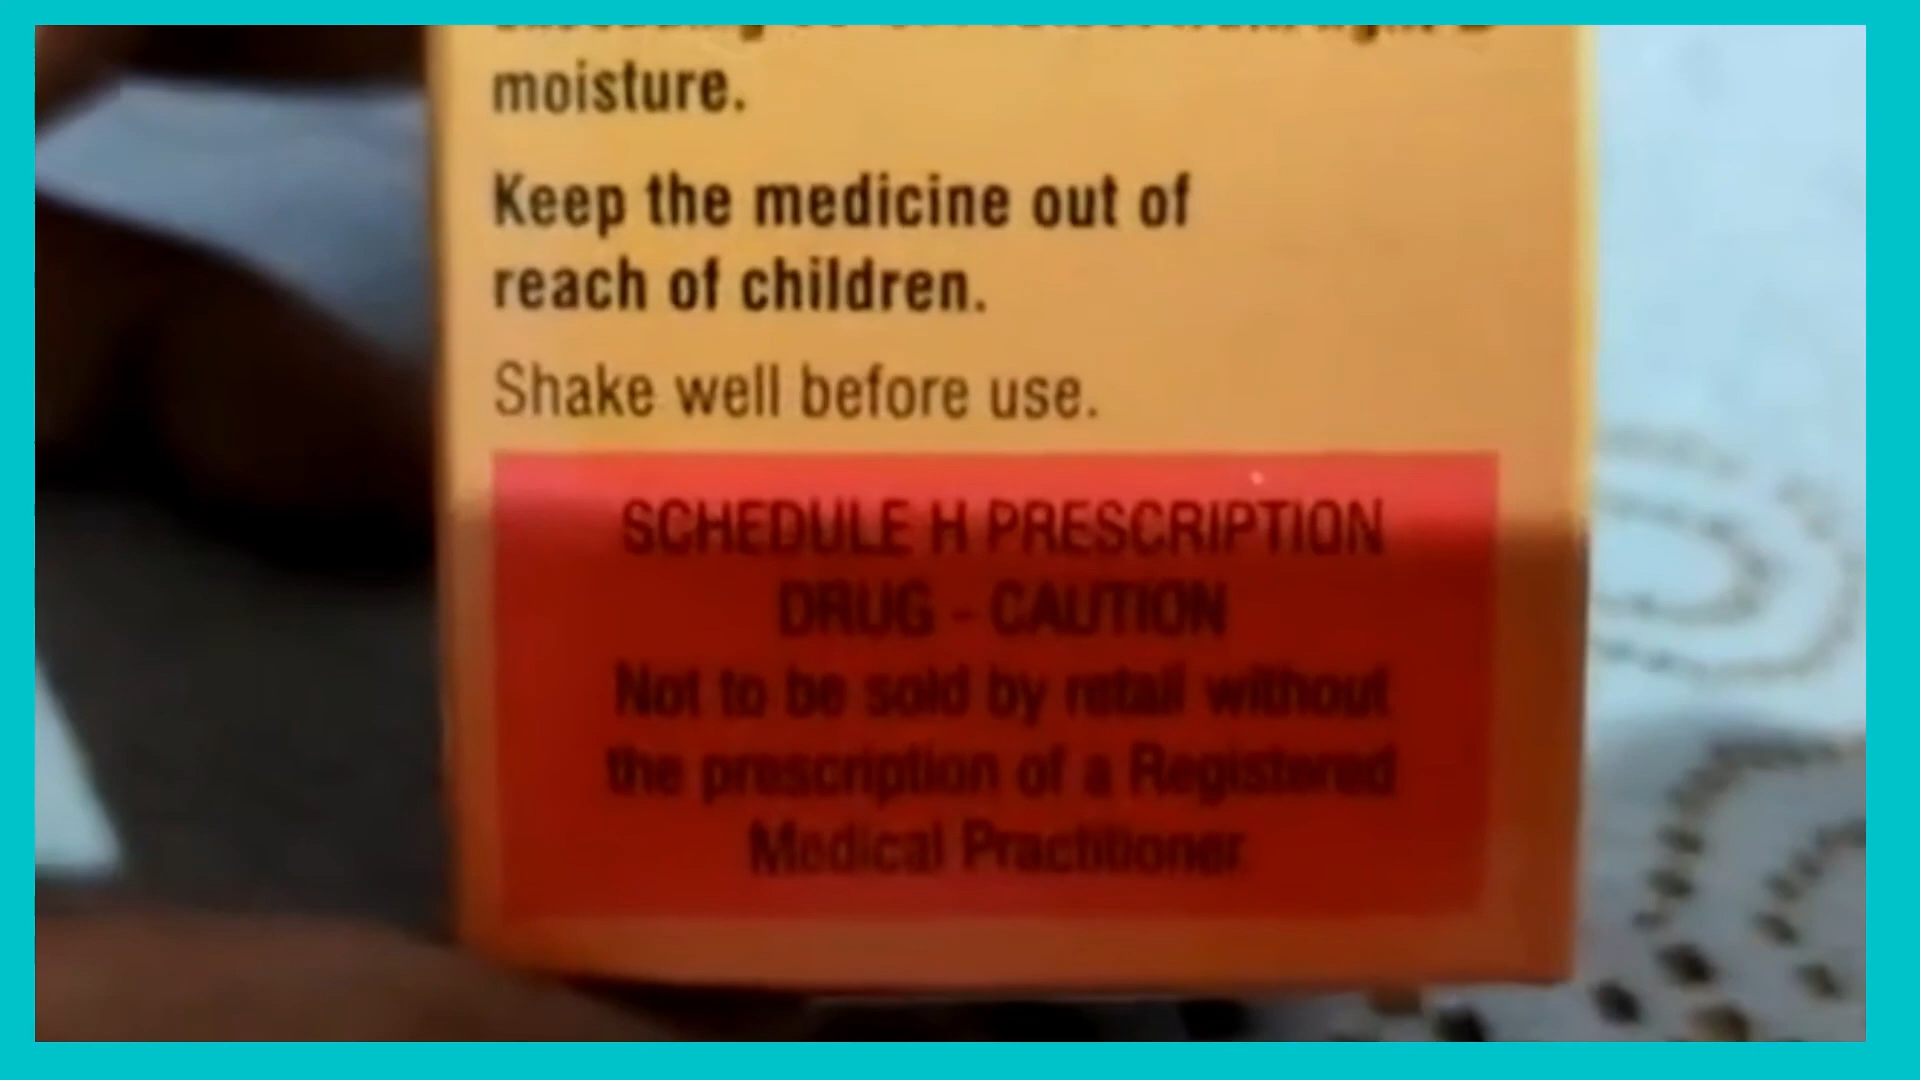 moisture.
Keep the medicine out of
reach of children.
Shake well before use.
SCHEDULE H PRESCRIPTION
DRUG - CAUTION
Not to be sold by retail without
the prescription of a Registered
Medical Practitioner